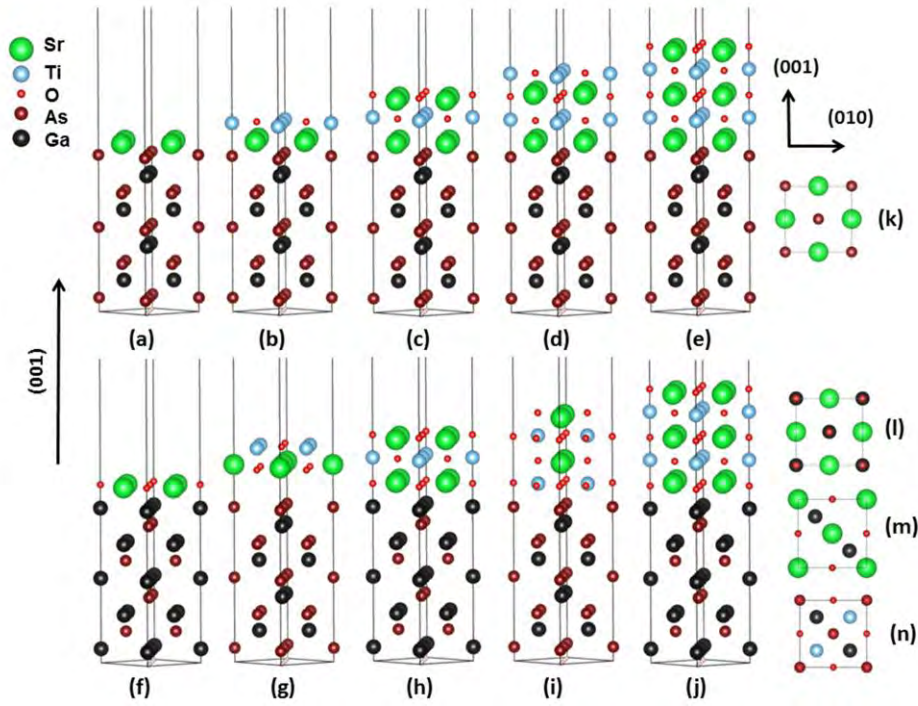 Sr
Ti
O
As
Ga
(001)
(010)
(k)
(a)
(b)
(c)
(d)
(e)
(001)
(l)
(m)
(n)
(f)
(g)
(h)
(i)
(j)